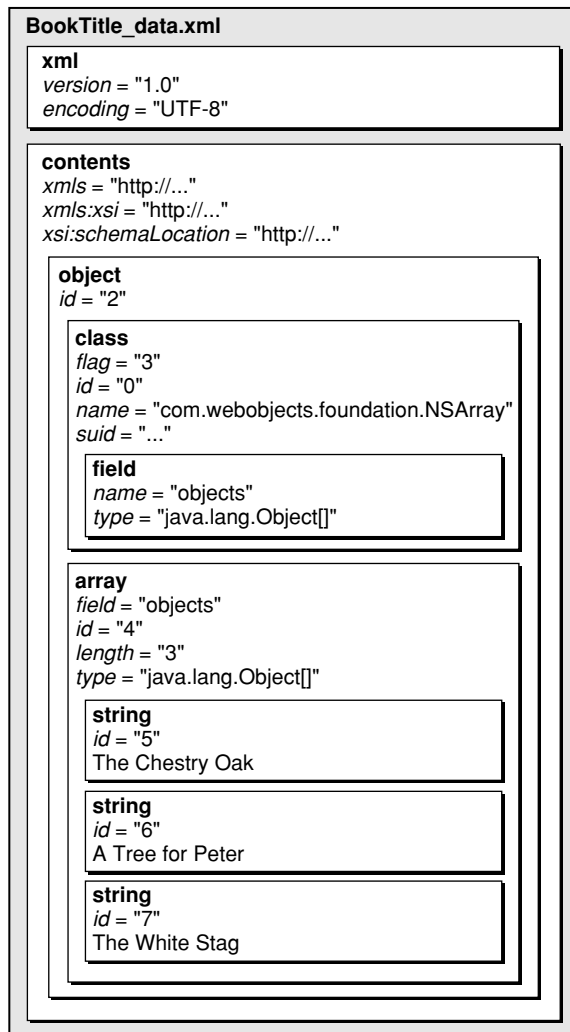 BookTitle_data.xml
xml
version = "1.0"
encoding = "UTF-8"
contents
xmls = "http://..."
xmls:xsi = "http://..."
xsi:schemaLocation = "http://..."
object
id = "2"
class
flag = "3"
id = "0"
name = "com.webobjects.foundation.NSArray"
suid = "..."
field
name = "objects"
type = "java.lang.Object[]"
array
field = "objects"
id = "4"
length = "3"
type = "java.lang.Object[]"
string
id = "5"
The Chestry Oak
string
id = "6"
A Tree for Peter
string
id = "7"
The White Stag